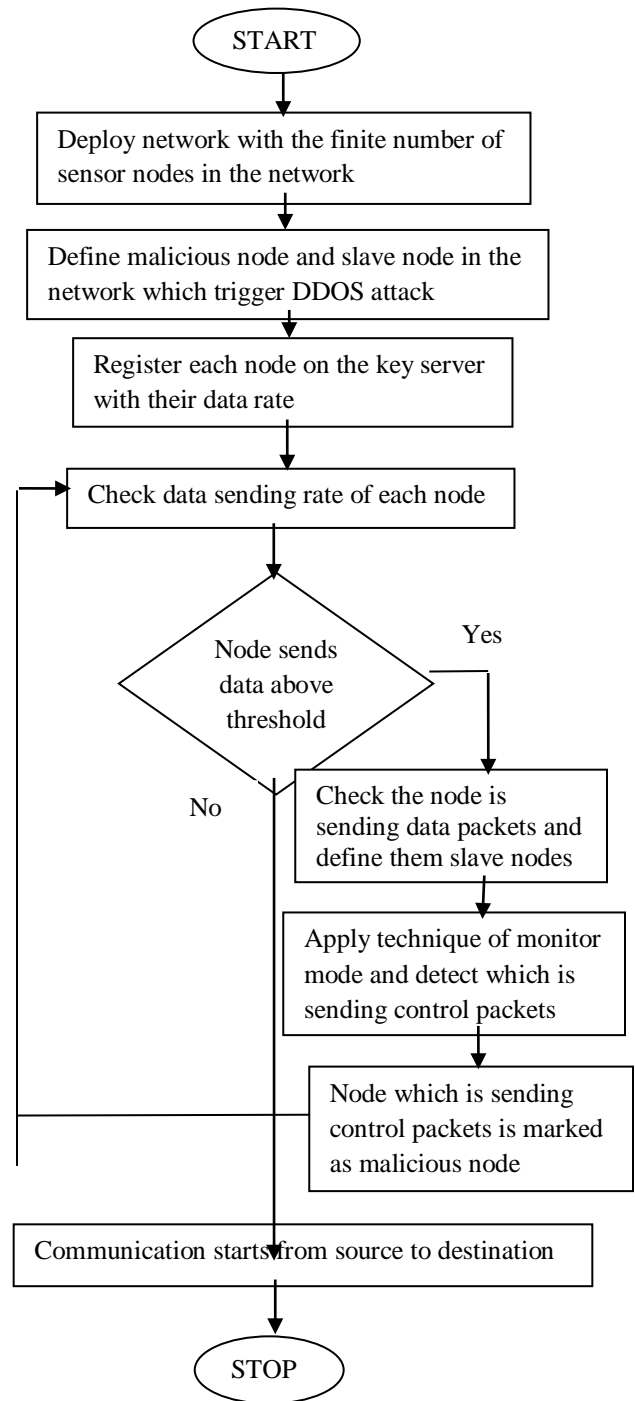 START
Deploy network with the finite number of
sensor nodes in the network
Define malicious node and slave node in the
network which trigger DDOS attack
Register each node on the key server
with their data rate
Check data sending rate of each node
Yes
Node sends
data above
threshold
No
Check the node is
sending data packets and
define them slave nodes
Apply technique of monitor
mode and detect which is
sending control packets
Node which is sending
control packets is marked
as malicious node
Communication starts from source to destination
STOP